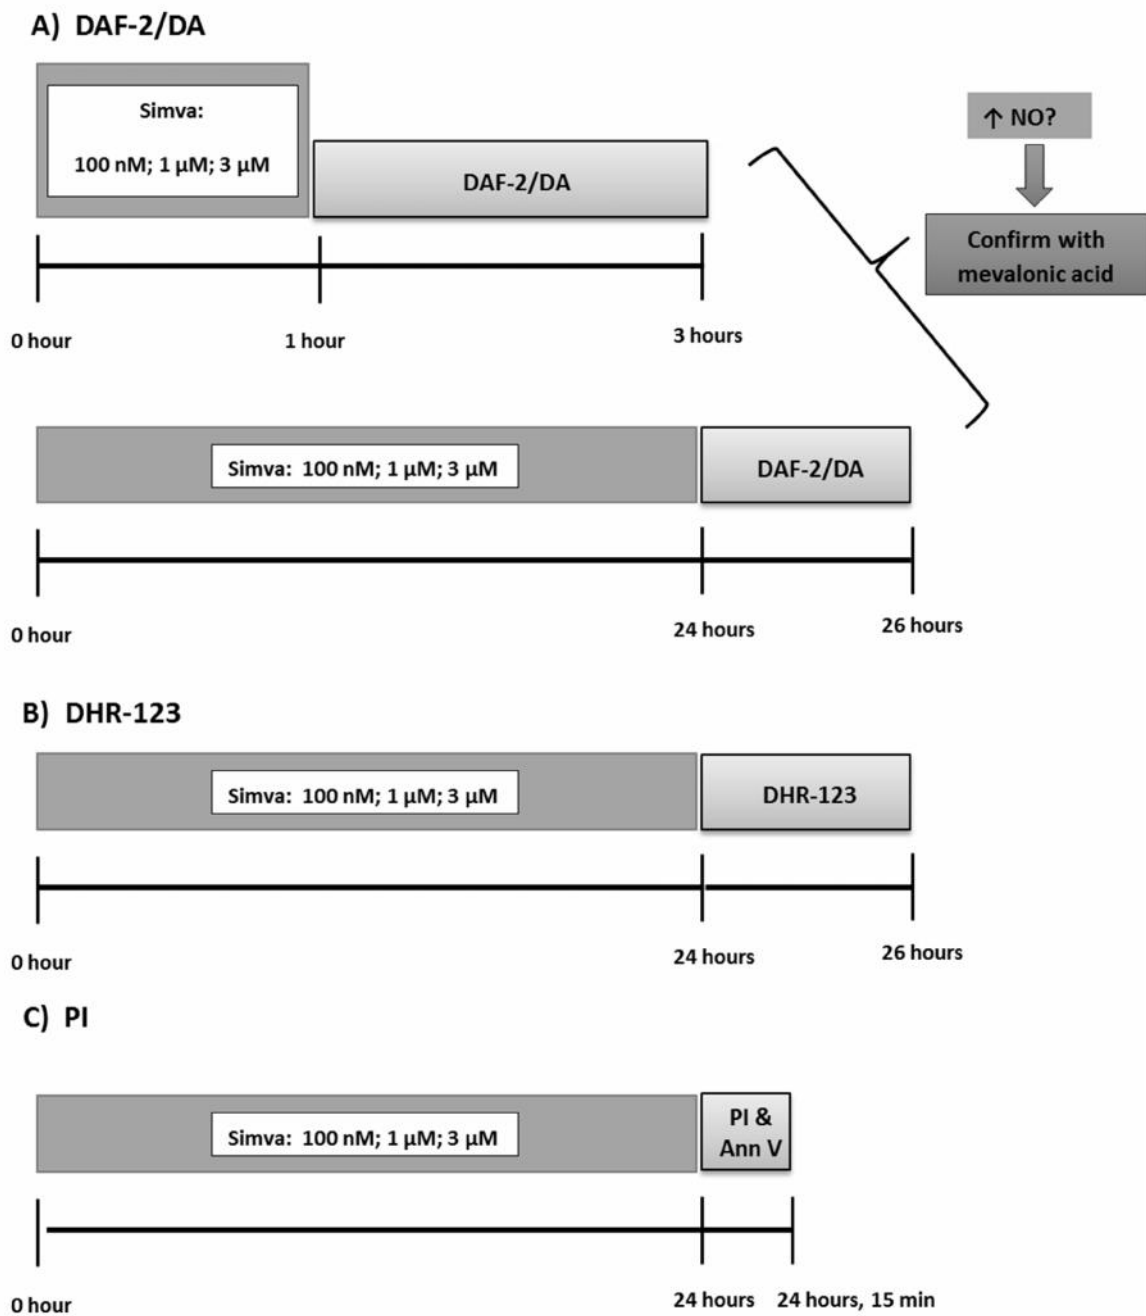 A) DAF-2/DA
Simva:
100 nM; 1 µM; 3 µM
DAF-2/DA
↑ NO?
Confirm with
mevalonic acid
0 hour
1 hour
3 hours
Simva: 100 nM; 1 µM; 3 µM
DAF-2/DA
0 hour
24 hours
26 hours
B) DHR-123
Simva: 100 nM; 1 µM; 3 µM
DHR-123
0 hour
24 hours
26 hours
C) PI
Simva: 100 nM; 1 µM; 3 µM
PI &
Ann V
0 hour
24 hours
24 hours, 15 min